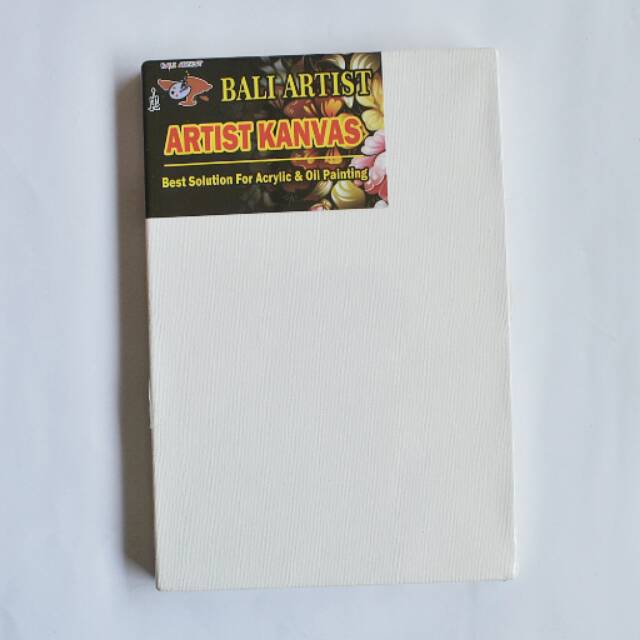 BALI ARTIST
ARTIST KANVAS
Best Solution For Acrylic & Oil Painting